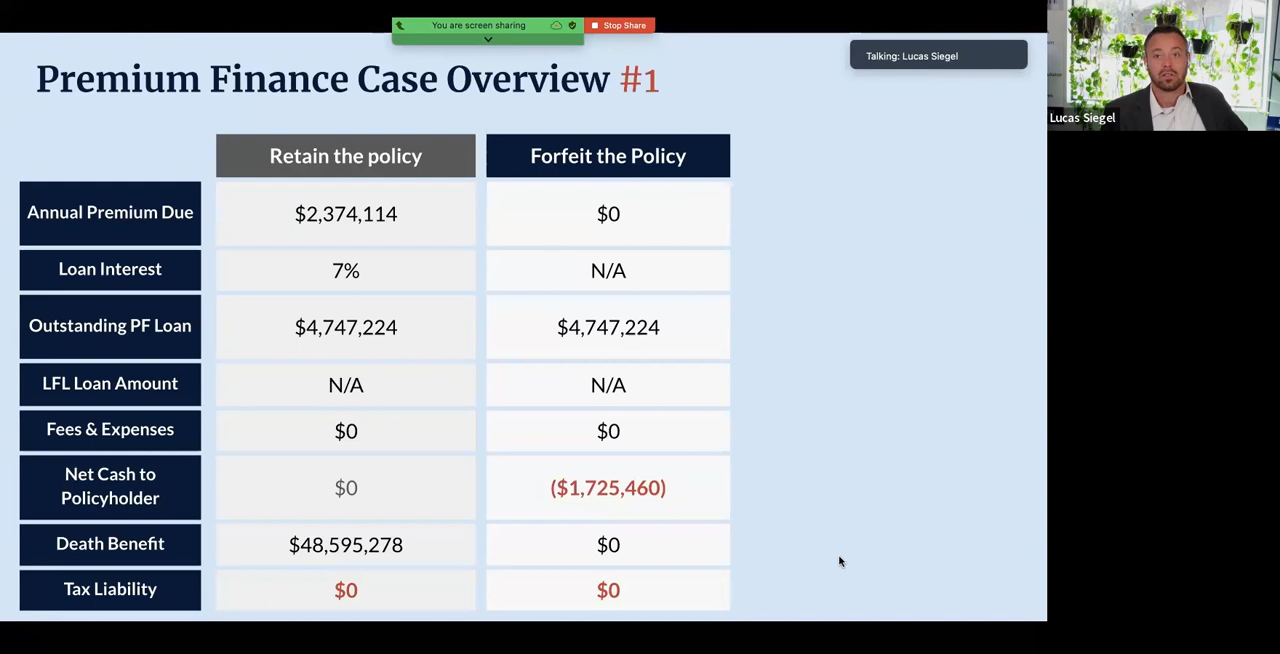 You are screen sharing
Stop Share
Talking: Lucas Siegel
Lucas Siegel
Premium Finance Case Overview #1
Retain the policy
Forfeit the Policy
Annual Premium Due
$2,374,114
$0
Loan Interest
7%
N/A
Outstanding PF Loan
$4,747,224
$4,747,224
LFL Loan Amount
N/A
N/A
Fees & Expenses
$0
$0
Net Cash to
Policyholder
$0
($1,725,460)
Death Benefit
$48,595,278
$0
Tax Liability
$0
$0